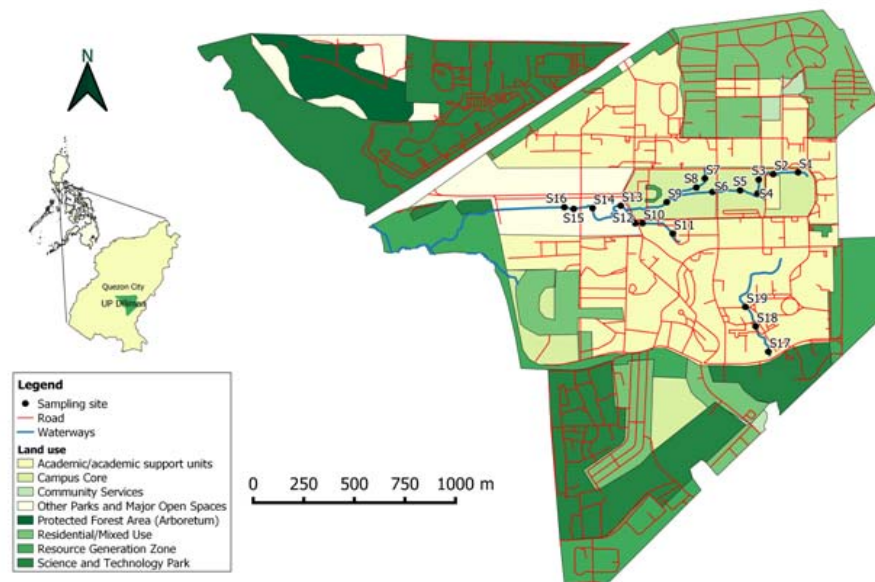 N
Quezon City
UP Diliman
S1
S2
S3
S7
S8
S5
S6
S4
S9
S13
S16
S14
S15
S12
S10
S11
S19
S18
S17
Legend
Sampling site
Road
Waterways
Land use
Academic/academic support units
Campus Core
Community Services
Other Parks and Major Open Spaces
Protected Forest Area (Arboretum)
Residential/Mixed Use
Resource Generation Zone
Science and Technology Park
0 250 500 750 1000 m